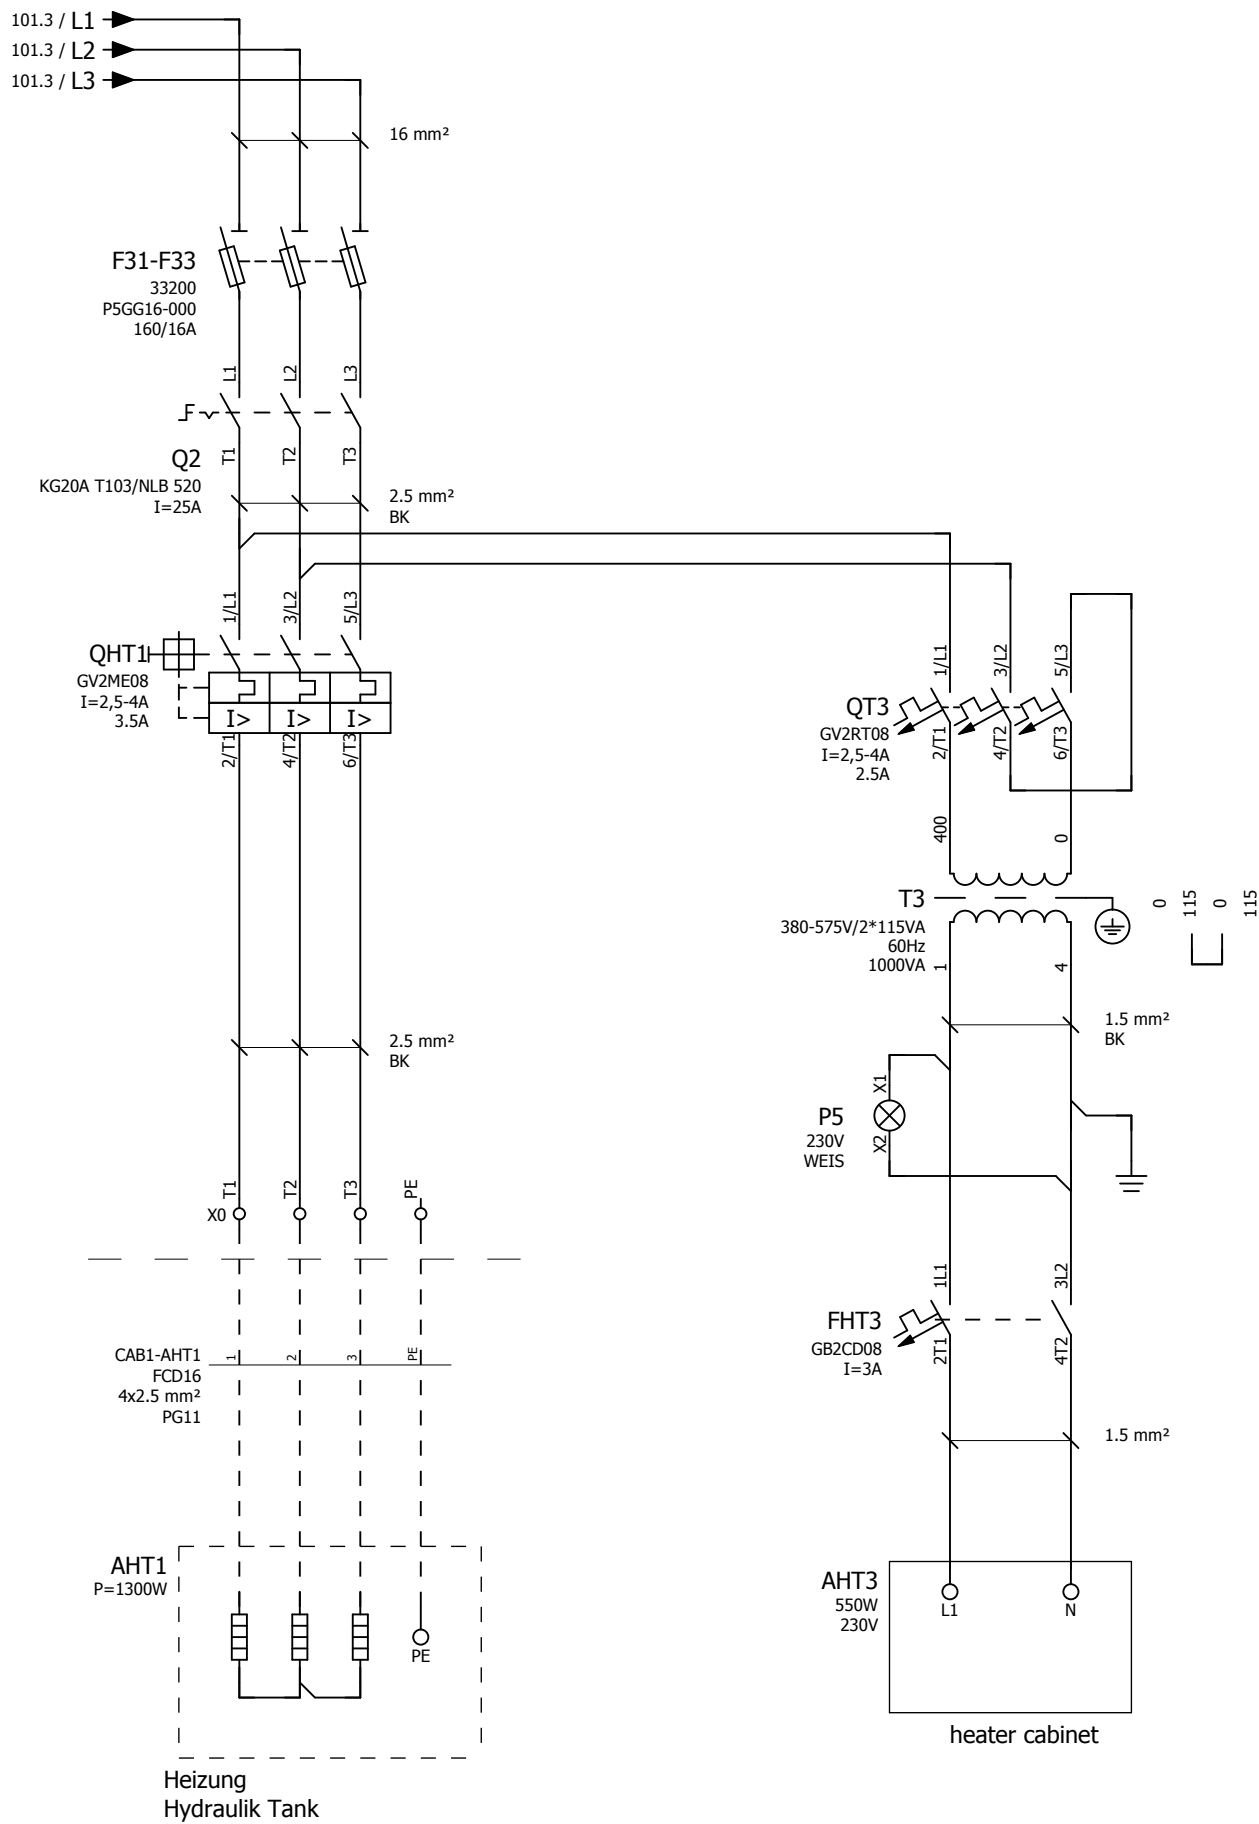 101.3 / L1
101.3 / L2
101.3 / L3
16 mm²
F31-F33
33200
P5GG16-000
160/16A
L1 L2 L3
Q2
KG20A T103/NLB 520
I=25A
T1 T2 T3
2.5 mm²
BK
1/L1 3/L2 5/L3
QHT1
GV2ME08
I=2,5-4A
3.5A
I> I> I>
2/T1 4/T2 6/T3
1/L1 3/L2 5/L3
QT3
GV2RT08
I=2,5-4A
2.5A
2/T1 4/T2 6/T3
400 0
T3
380-575V/2*115VA
60Hz
1000VA
0 115 0 115
1 4
2.5 mm²
BK
1.5 mm²
BK
P5
230V
WEIS
X1
X2
X0 T1 T2 T3 PE
1L1 3L2
FHT3
GB2CD08
I=3A
2T1 4T2
CAB1-AHT1
FCD16
4x2.5 mm²
PG11
1 2 3 PE
1.5 mm²
AHT1
P=1300W
PE
AHT3
550W
230V
L1 N
heater cabinet
Heizung
Hydraulik Tank